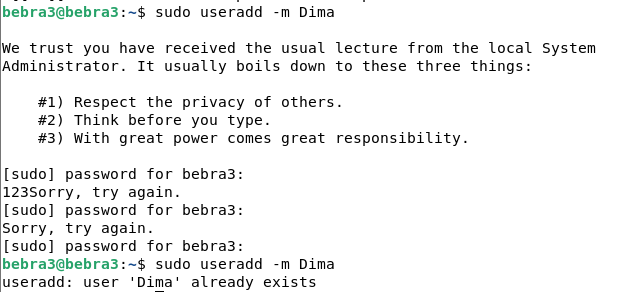 bebra3@bebra3:~$ sudo useradd -m Dima
We trust you have received the usual lecture from the local System
Administrator. It usually boils down to these three things:
#1) Respect the privacy of others.
#2) Think before you type.
#3) With great power comes great responsibility.
[sudo] password for bebra3:
123Sorry, try again.
[sudo] password for bebra3:
Sorry, try again.
[sudo] password for bebra3:
bebra3@bebra3:~$ sudo useradd -m Dima
useradd: user 'Dima' already exists